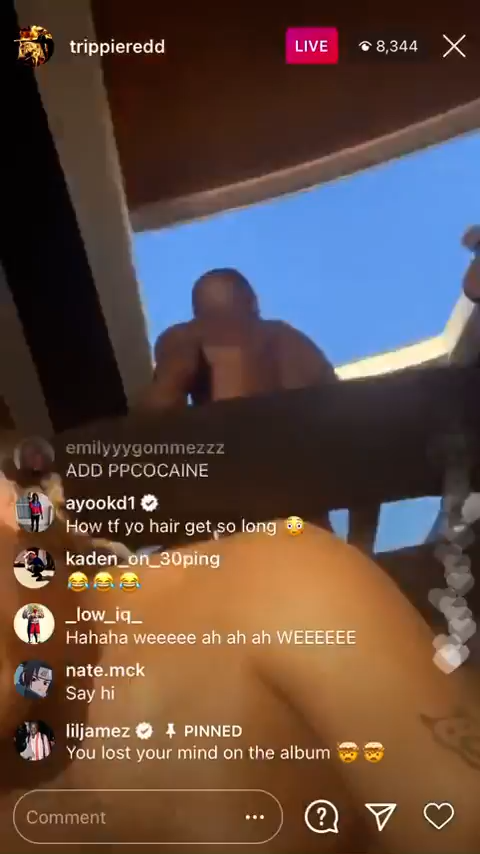 trippieredd
LIVE
8,344
emilyyygommezzz
ADD PPCOCAINE
ayookd1
How tf yo hair get so long 😳
kaden_on_30ping
😂😂😂
_low_iq_
Hahaha weeeee ah ah ah WEEEEEE
nate.mck
Say hi
liljamez PINNED
You lost your mind on the album 🤯🤯
Comment